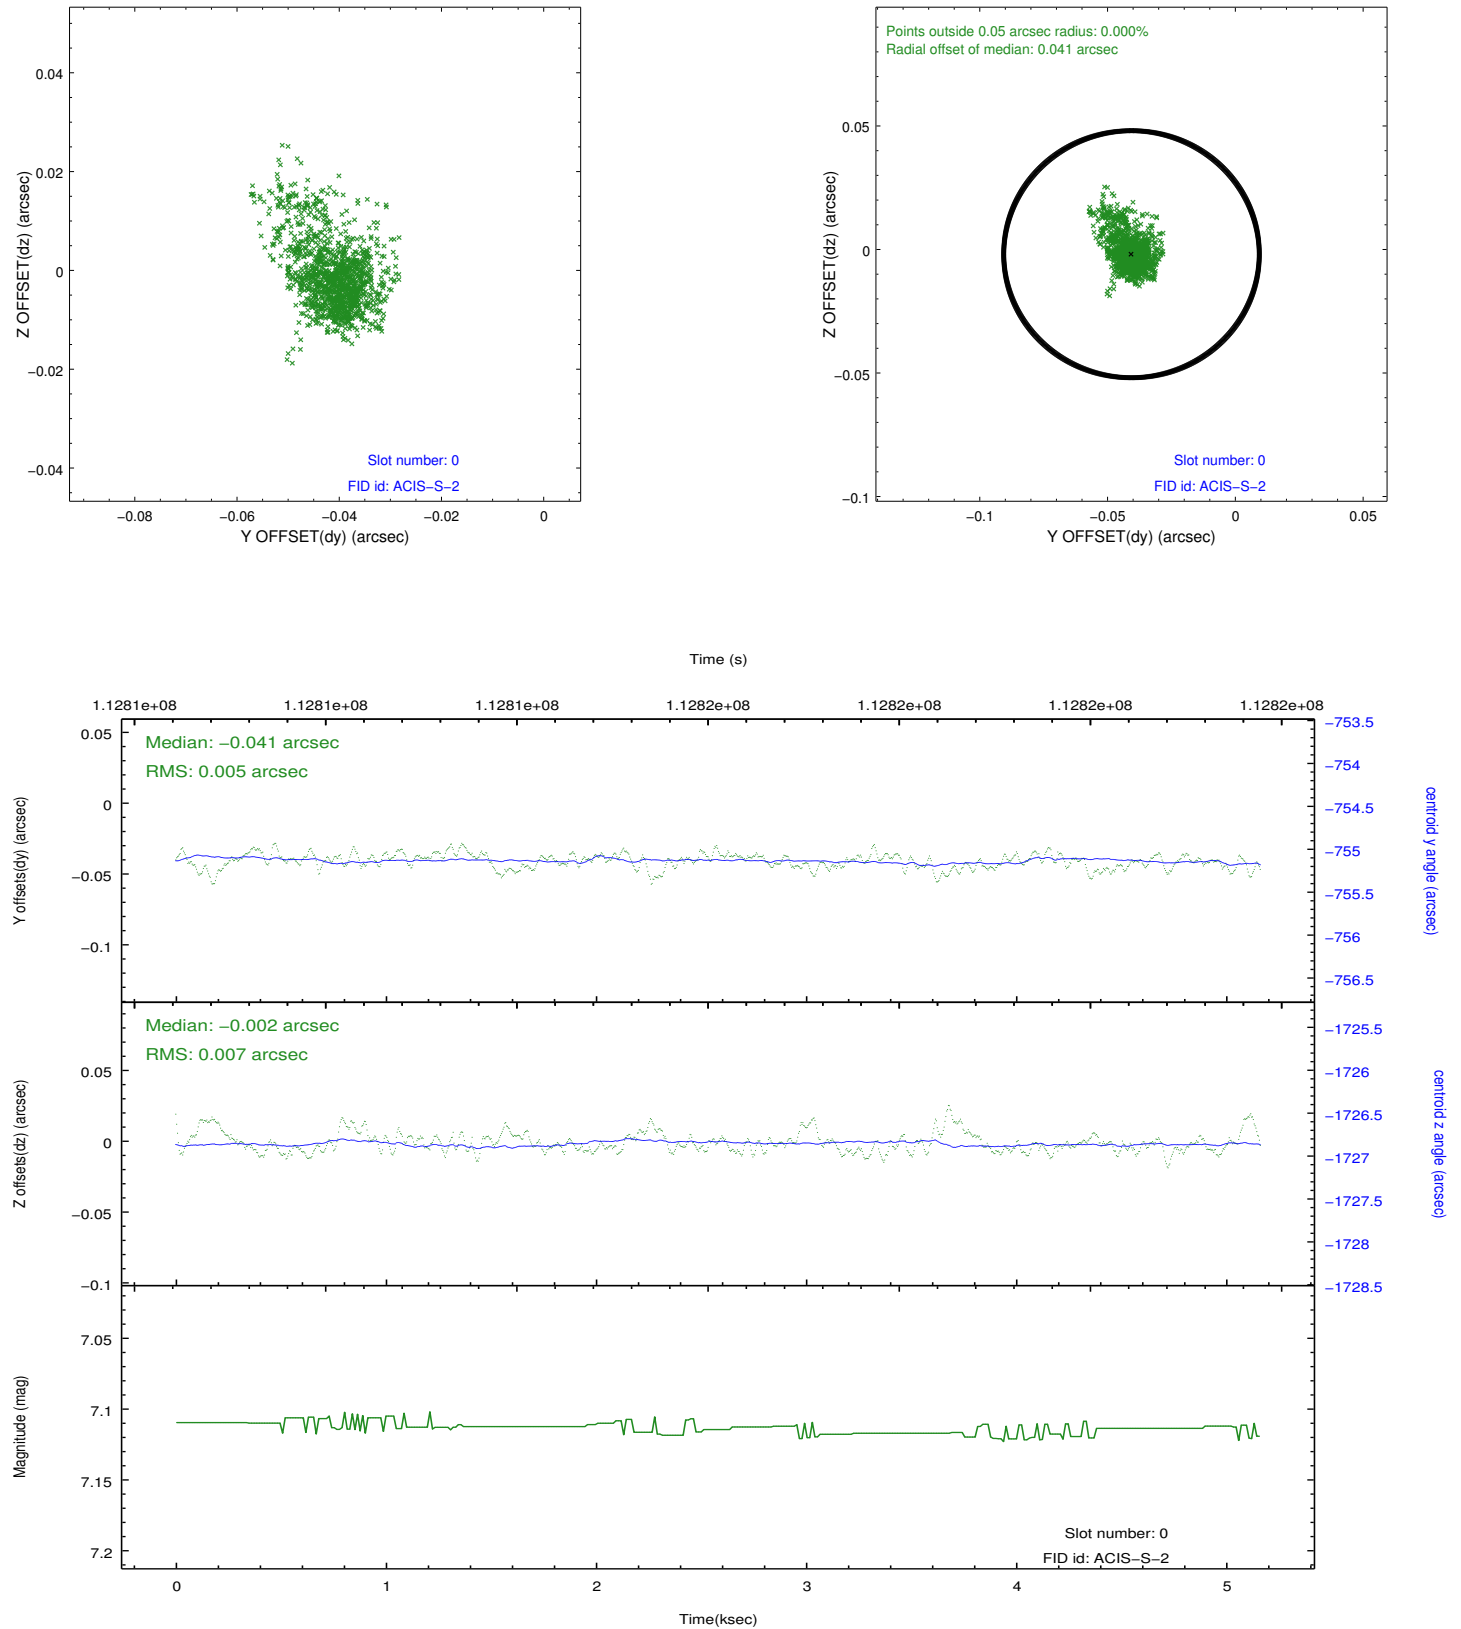 0.04
0.02
0
−0.02
−0.04
Z OFFSET(dz) (arcsec)
Slot number: 0
FID id: ACIS−S−2
−0.08
−0.06
−0.04
−0.02
0
Y OFFSET(dy) (arcsec)
Points outside 0.05 arcsec radius: 0.000%
Radial offset of median: 0.041 arcsec
0.05
0
−0.05
−0.1
Z OFFSET(dz) (arcsec)
Slot number: 0
FID id: ACIS−S−2
−0.1
−0.05
0
0.05
Y OFFSET(dy) (arcsec)
Time (s)
1.1281e+08
1.1281e+08
1.1281e+08
1.1282e+08
1.1282e+08
1.1282e+08
1.1282e+08
0.05
0
−0.05
−0.1
Y offsets(dy) (arcsec)
Median: −0.041 arcsec
RMS: 0.005 arcsec
−753.5
−754
−754.5
−755
−755.5
−756
−756.5
centroid y angle (arcsec)
0.05
0
−0.05
−0.1
Z offsets(dz) (arcsec)
Median: −0.002 arcsec
RMS: 0.007 arcsec
−1725.5
−1726
−1726.5
−1727
−1727.5
−1728
−1728.5
centroid z angle (arcsec)
7.05
7.1
7.15
7.2
Magnitude (mag)
Slot number: 0
FID id: ACIS−S−2
0
1
2
3
4
5
Time(ksec)